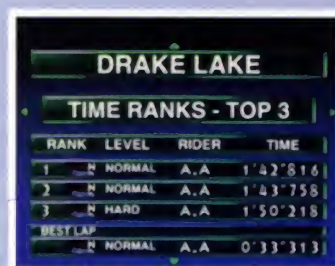 DRAKE LAKE
TIME RANKS - TOP 3
RANK LEVEL RIDER TIME
1 NORMAL A.A 1'42"816
2 NORMAL A.A 1'43"758
3 HARD A.A 1'50"218
BEST LAP
NORMAL A.A 0'33"313